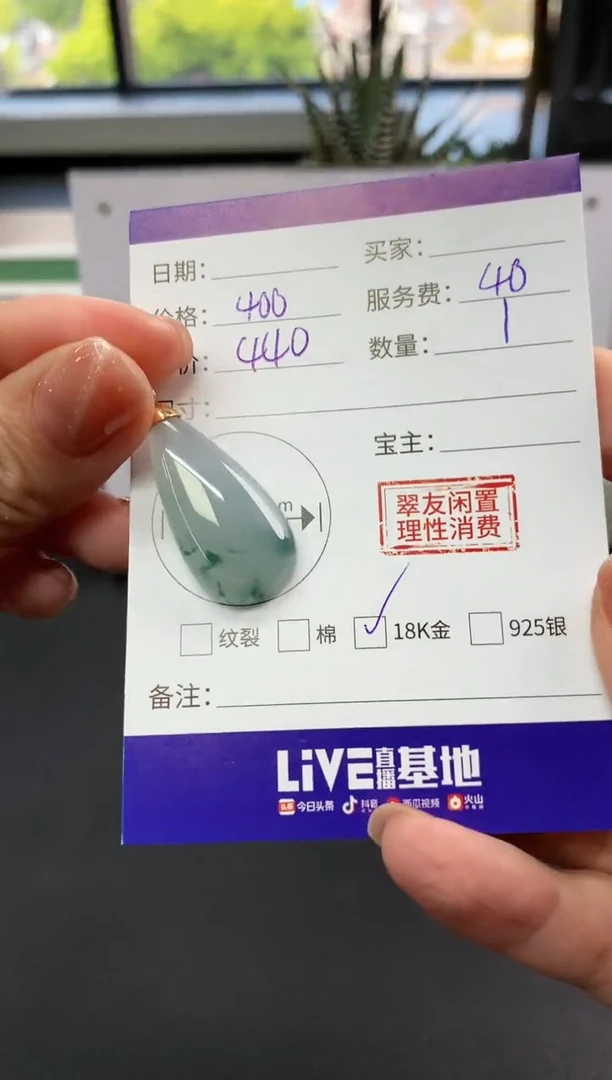 日期：
买家：
格：400
服务费：40
价：440
数量：1
寸：
宝主：
m
翠友闲置
理性消费
纹裂 棉 18K金 925银
备注：
LiVE直播基地
头条 今日头条 抖音 西瓜视频 火山